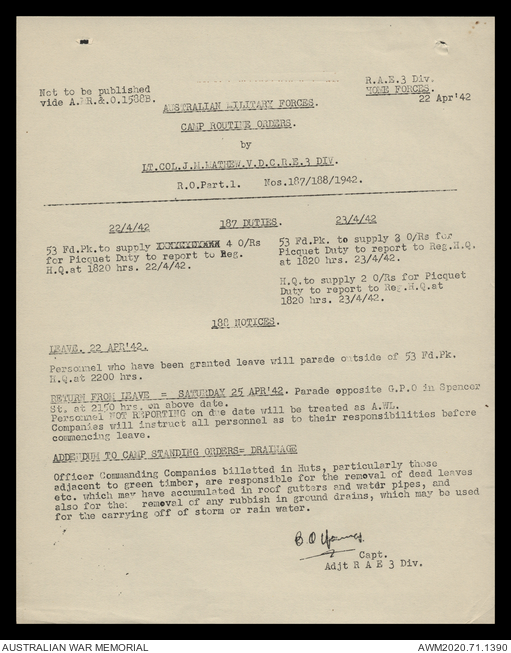 Not to be published
vide A.M.R.&.O.1588B.
R.A.E.3 Div.
HOME FORCES.
22 Apr'42
AUSTRALIAN MILITARY FORCES.
CAMP ROUTINE ORDERS.
by
LT.COL.J.M.MATHEW.V.D.C.R.E.3 DIV.
R.O.Part.1. Nos.187/188/1942.
187 DUTIES.
22/4/42
53 Fd.Pk.to supply 4 O/Rs
for Picquet Duty to report to Reg.
H.Q.at 1820 hrs. 22/4/42.
23/4/42
53 Fd.Pk. to supply 3 O/Rs for
Picquet Duty to report to Reg.H.Q.
at 1820 hrs. 23/4/42.
H.Q.to supply 2 O/Rs for Picquet
Duty to report to Reg.H.Q.at
1820 hrs. 23/4/42.
188 NOTICES.
LEAVE. 22 APR'42.
Personnel who have been granted leave will parade outside of 53 Fd.Pk.
H.Q.at 2200 hrs.
RETURN FROM LEAVE = SATURDAY 25 APR'42. Parade opposite G.P.O in Spencer
St. at 2150 hrs. on above date.
Personnel NOT REPORTING on due date will be treated as A.WL.
Companies will instruct all personnel as to their responsibilities before
commencing leave.
ADDENDUM TO CAMP STANDING ORDERS= DRAINAGE
Officer Commanding Companies billetted in Huts, particularly those
adjacent to green timber, are responsible for the removal of dead leaves
etc. which may have accumulated in roof gutters and water pipes, and
also for the removal of any rubbish in ground drains, which may be used
for the carrying off of storm or rain water.
Capt.
Adjt R A E 3 Div.
AUSTRALIAN WAR MEMORIAL
AWM2020.71.1390